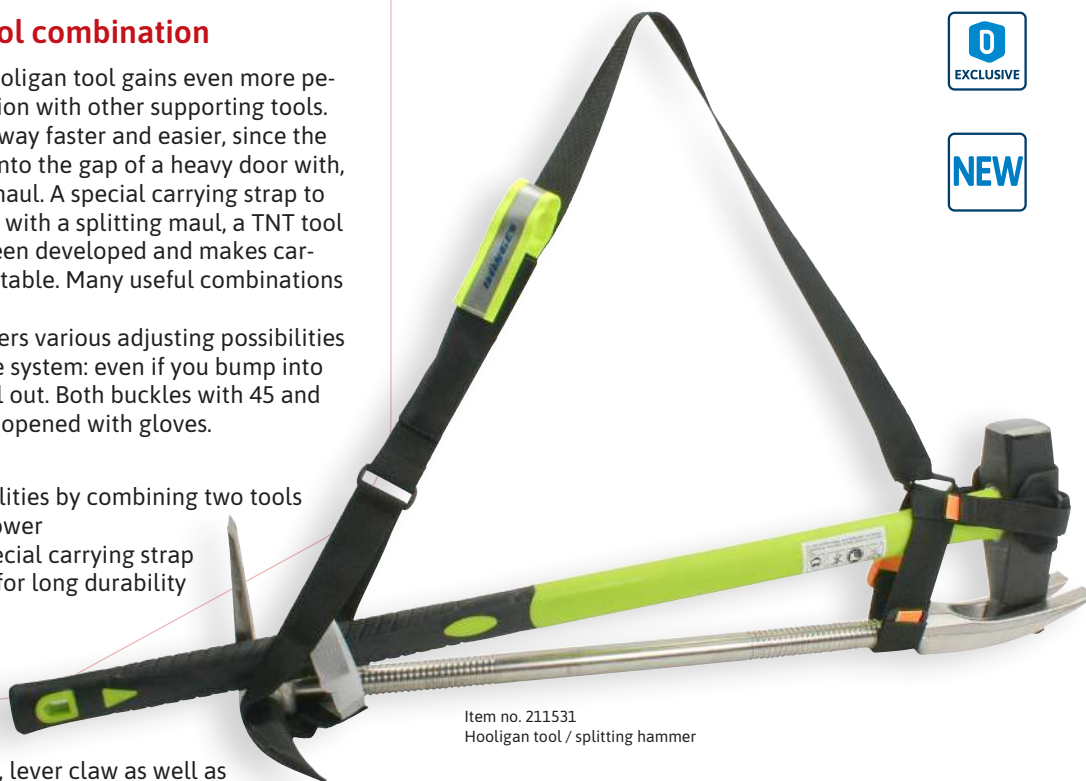 ol combination
oligan tool gains even more pe-
ion with other supporting tools.
way faster and easier, since the
nto the gap of a heavy door with,
naul. A special carrying strap to
with a splitting maul, a TNT tool
een developed and makes car-
table. Many useful combinations
ers various adjusting possibilities
e system: even if you bump into
l out. Both buckles with 45 and
opened with gloves.
lities by combining two tools
ower
ecial carrying strap
for long durability
, lever claw as well as
D
EXCLUSIVE
NEW
DÖNGES
Item no. 211531
Hooligan tool / splitting hammer